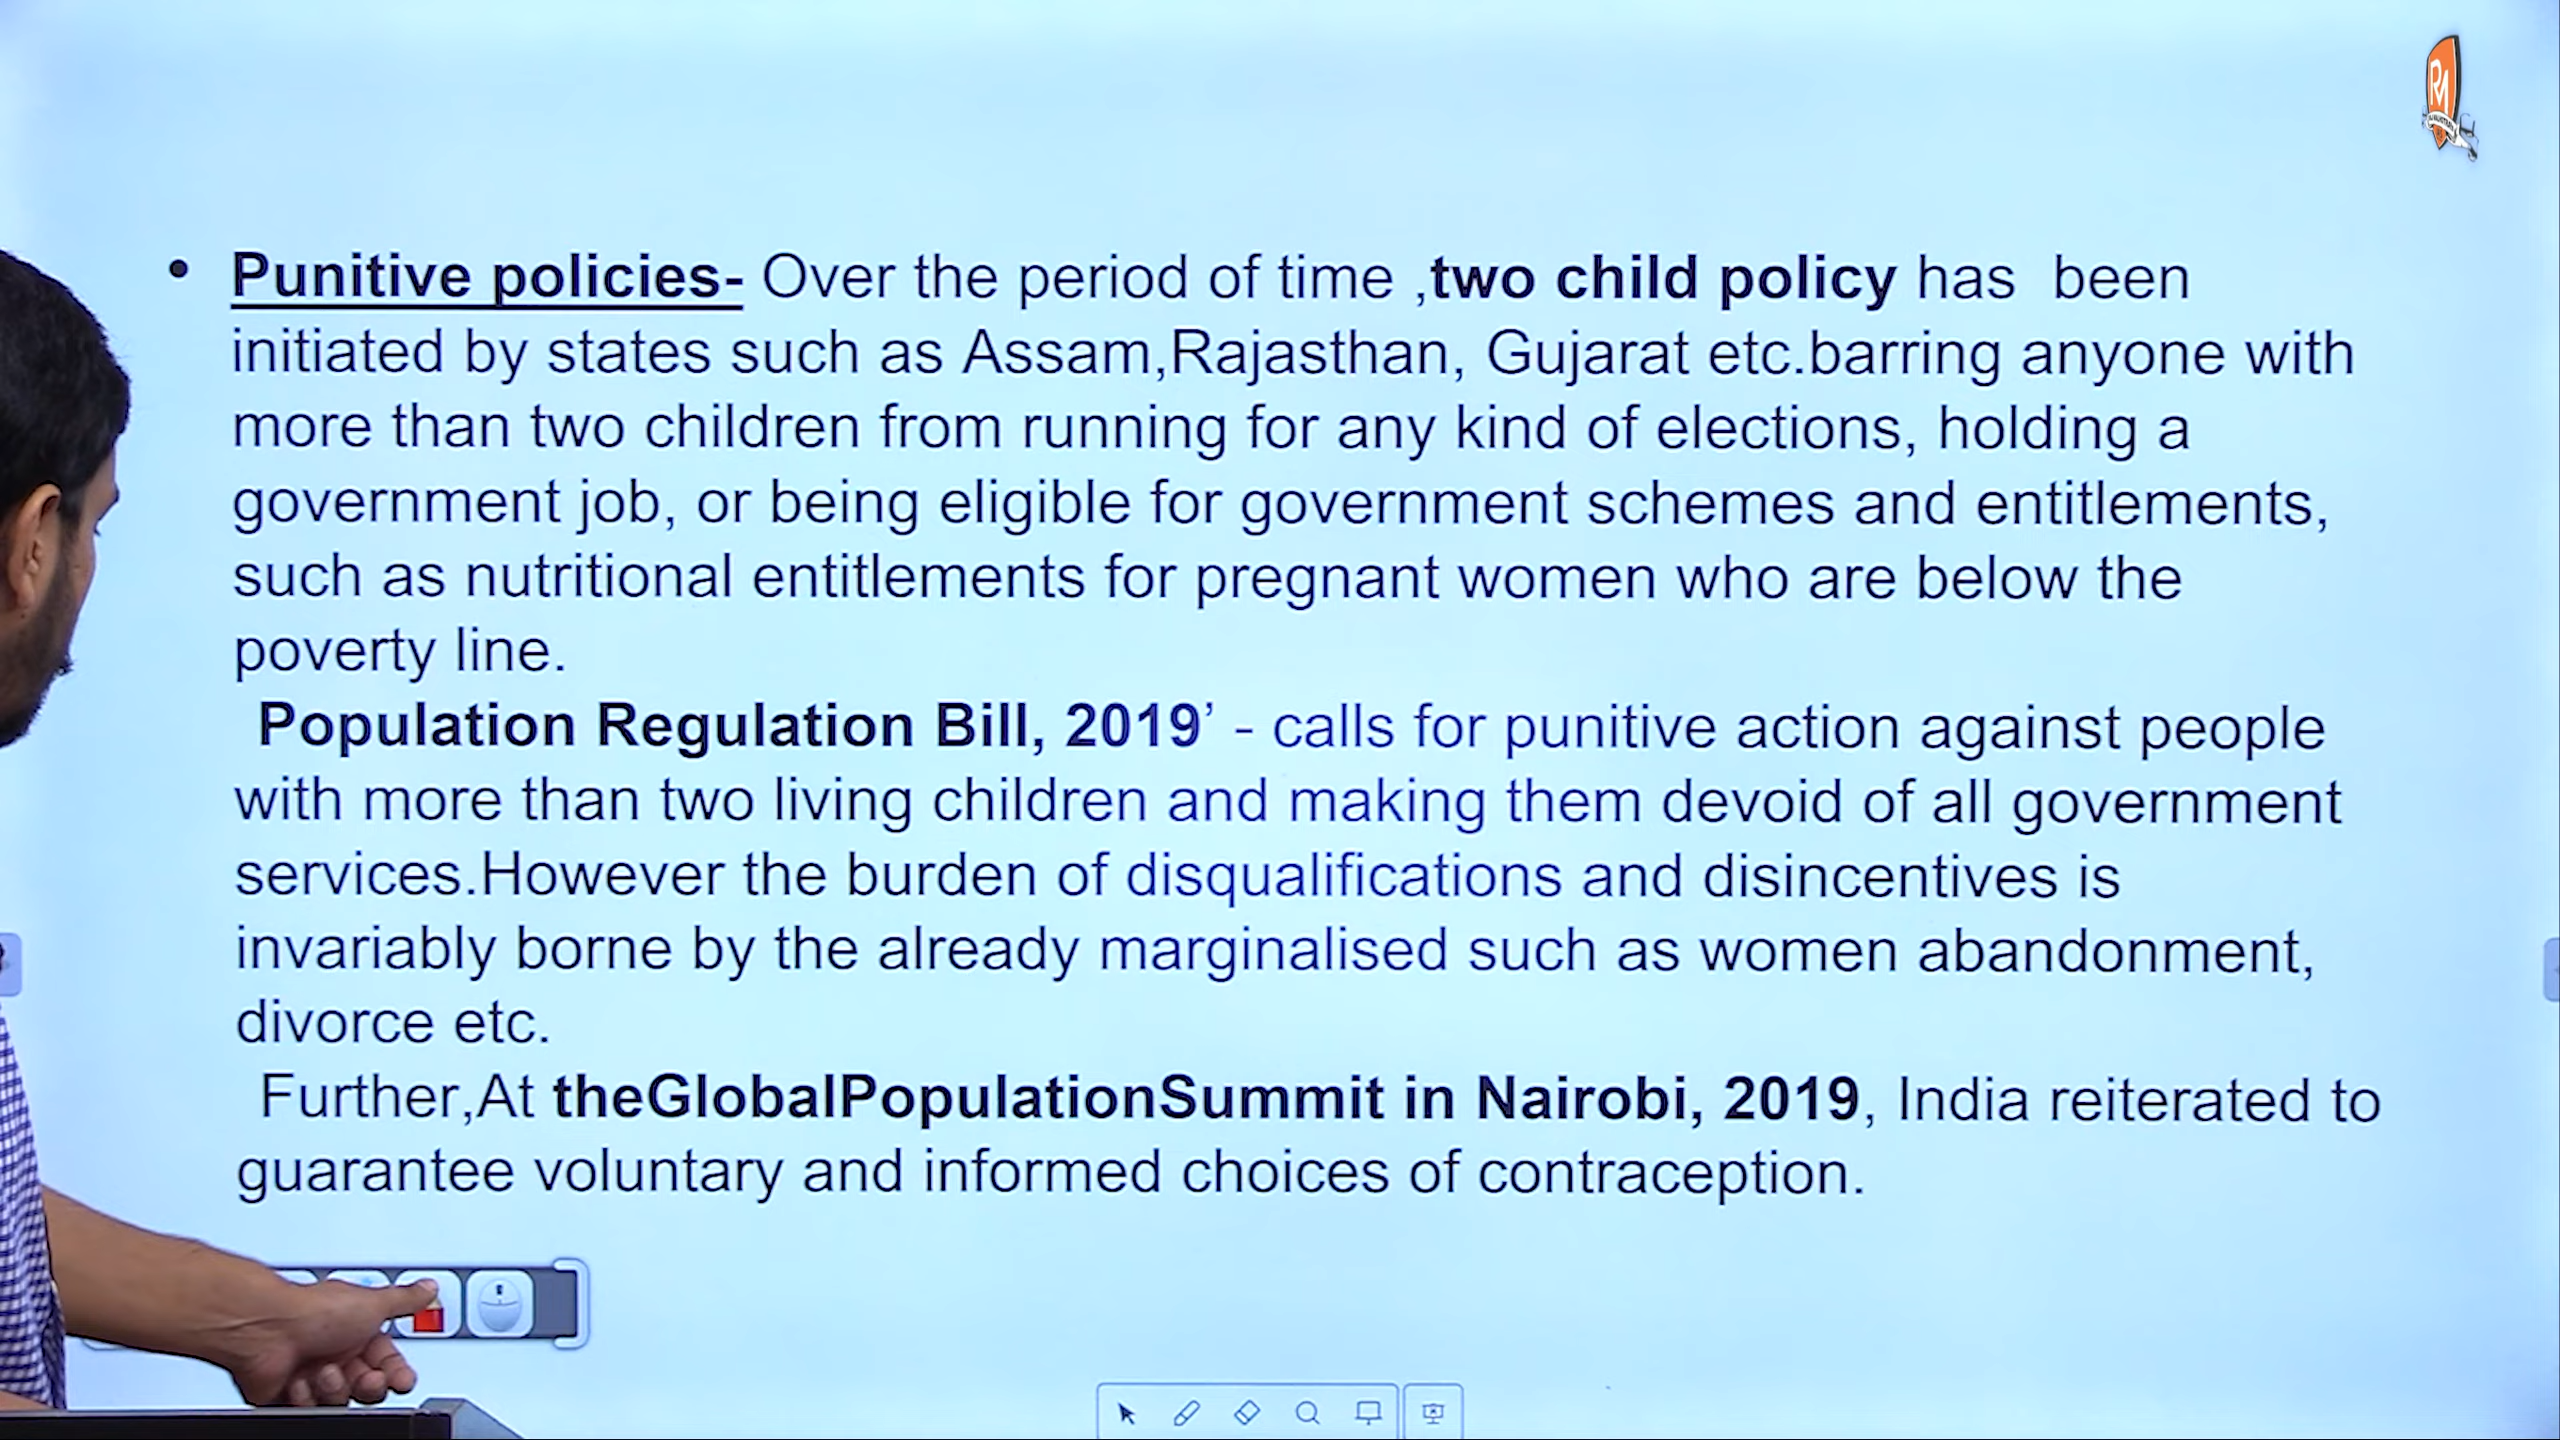 • Punitive policies- Over the period of time ,two child policy has been
initiated by states such as Assam,Rajasthan, Gujarat etc.barring anyone with
more than two children from running for any kind of elections, holding a
government job, or being eligible for government schemes and entitlements,
such as nutritional entitlements for pregnant women who are below the
poverty line.
Population Regulation Bill, 2019’ - calls for punitive action against people
with more than two living children and making them devoid of all government
services.However the burden of disqualifications and disincentives is
invariably borne by the already marginalised such as women abandonment,
divorce etc.
Further,At theGlobalPopulationSummit in Nairobi, 2019, India reiterated to
guarantee voluntary and informed choices of contraception.